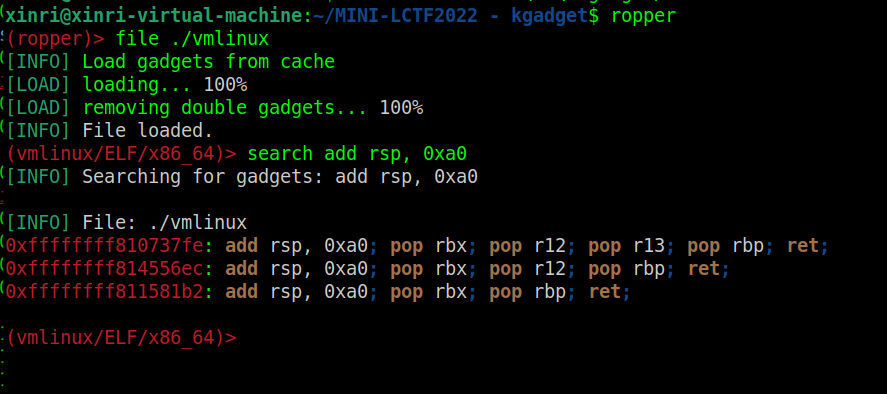 xinri@xinri-virtual-machine:~/MINI-LCTF2022 - kgadget$ ropper
(ropper)> file ./vmlinux
[INFO] Load gadgets from cache
[LOAD] loading... 100%
[LOAD] removing double gadgets... 100%
[INFO] File loaded.
(vmlinux/ELF/x86_64)> search add rsp, 0xa0
[INFO] Searching for gadgets: add rsp, 0xa0
[INFO] File: ./vmlinux
0xffffffff810737fe: add rsp, 0xa0; pop rbx; pop r12; pop r13; pop rbp; ret;
0xffffffff814556ec: add rsp, 0xa0; pop rbx; pop r12; pop rbp; ret;
0xffffffff811581b2: add rsp, 0xa0; pop rbx; pop rbp; ret;
(vmlinux/ELF/x86_64)>